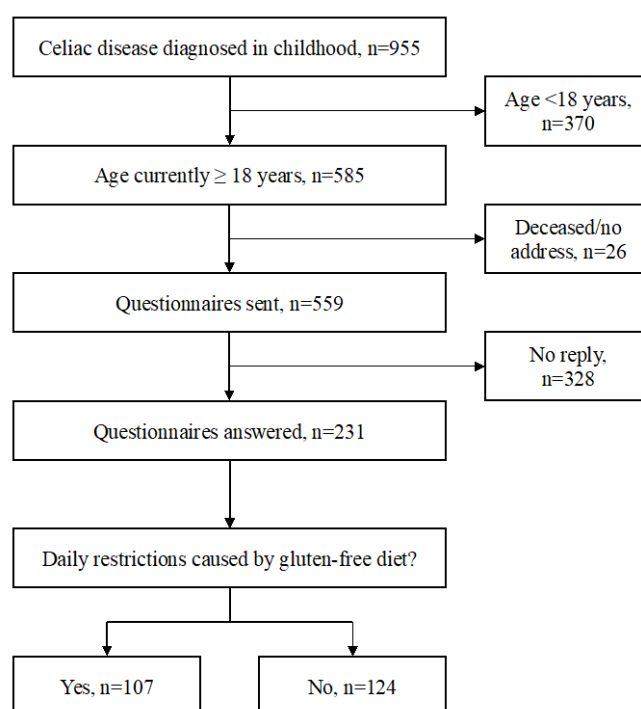 Celiac disease diagnosed in childhood, n=955
Age <18 years,
n=370
Age currently ≥ 18 years, n=585
Deceased/no
address, n=26
Questionnaires sent, n=559
No reply,
n=328
Questionnaires answered, n=231
Daily restrictions caused by gluten-free diet?
Yes, n=107
No, n=124